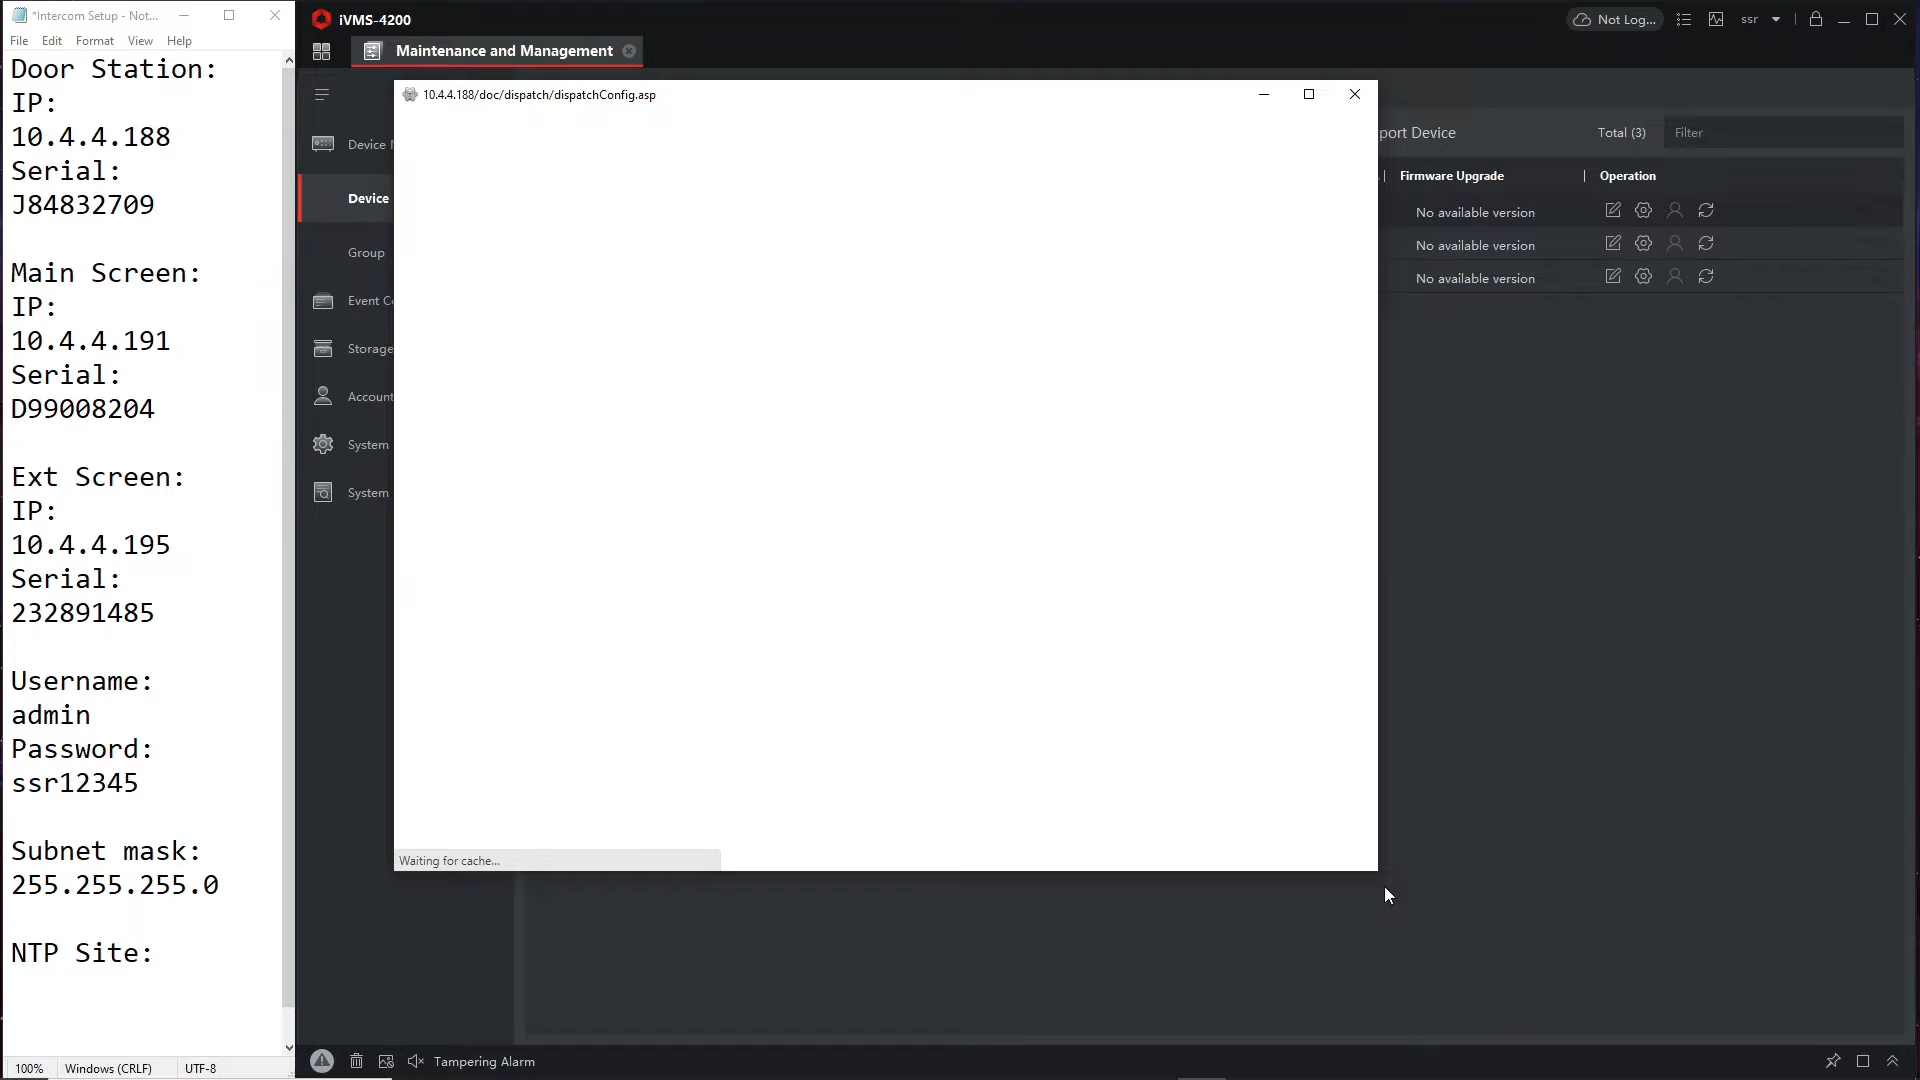 *Intercom Setup - Not...
File Edit Format View Help
Door Station:
IP:
10.4.4.188
Serial:
J84832709
Main Screen:
IP:
10.4.4.191
Serial:
D99008204
Ext Screen:
IP:
10.4.4.195
Serial:
232891485
Username:
admin
Password:
ssr12345
Subnet mask:
255.255.255.0
NTP Site:
100% Windows (CRLF) UTF-8
iVMS-4200
Not Log... ssr
Maintenance and Management
10.4.4.188/doc/dispatch/dispatchConfig.asp
Device
Device
Group
Event
Storage
Account
System
System
port Device Total (3) Filter
Firmware Upgrade Operation
No available version
No available version
No available version
Waiting for cache...
Tampering Alarm